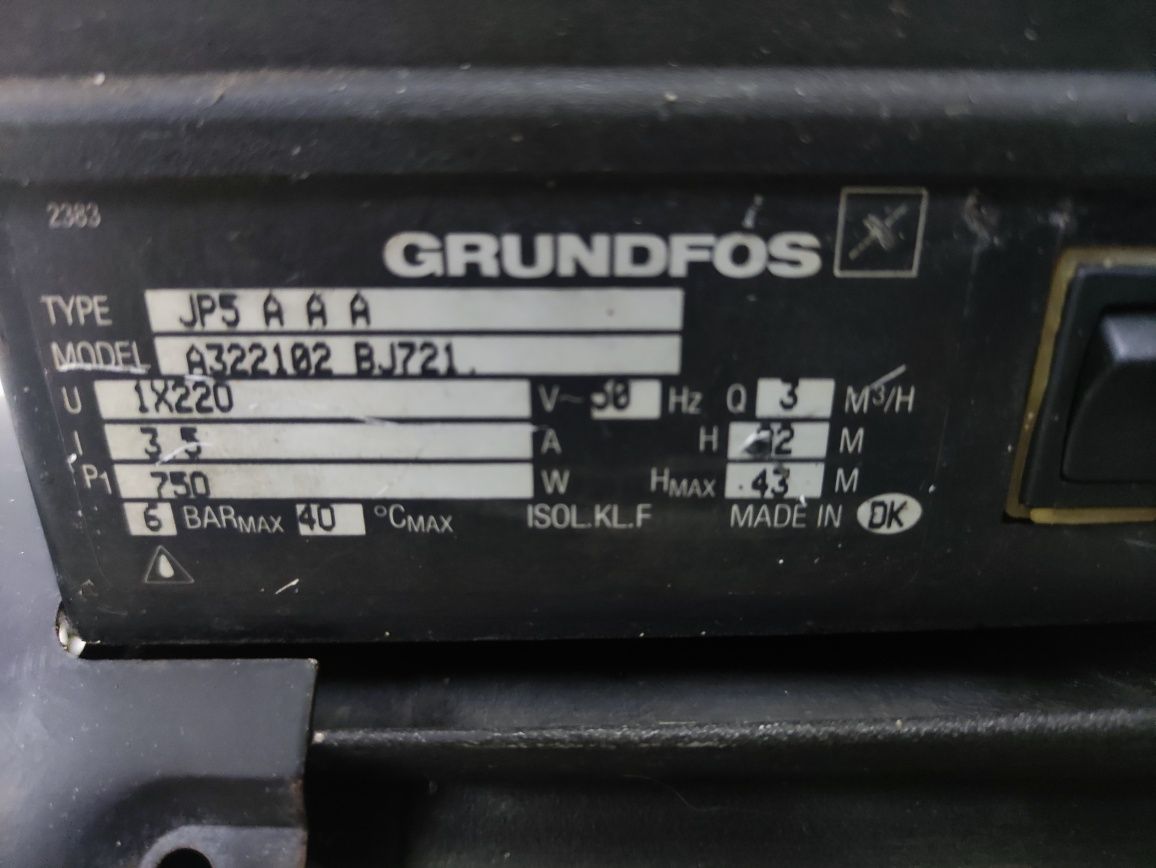 2383
GRUNDFOS
TYPE JP5 A A A
MODEL A322102 BJ721
U 1X220 V~ 50 Hz Q 3 M³/H
I 3.5 A H M
P1 750 W HMAX 43 M
6 BARMAX 40 °CMAX ISOL.KL.F MADE IN DK